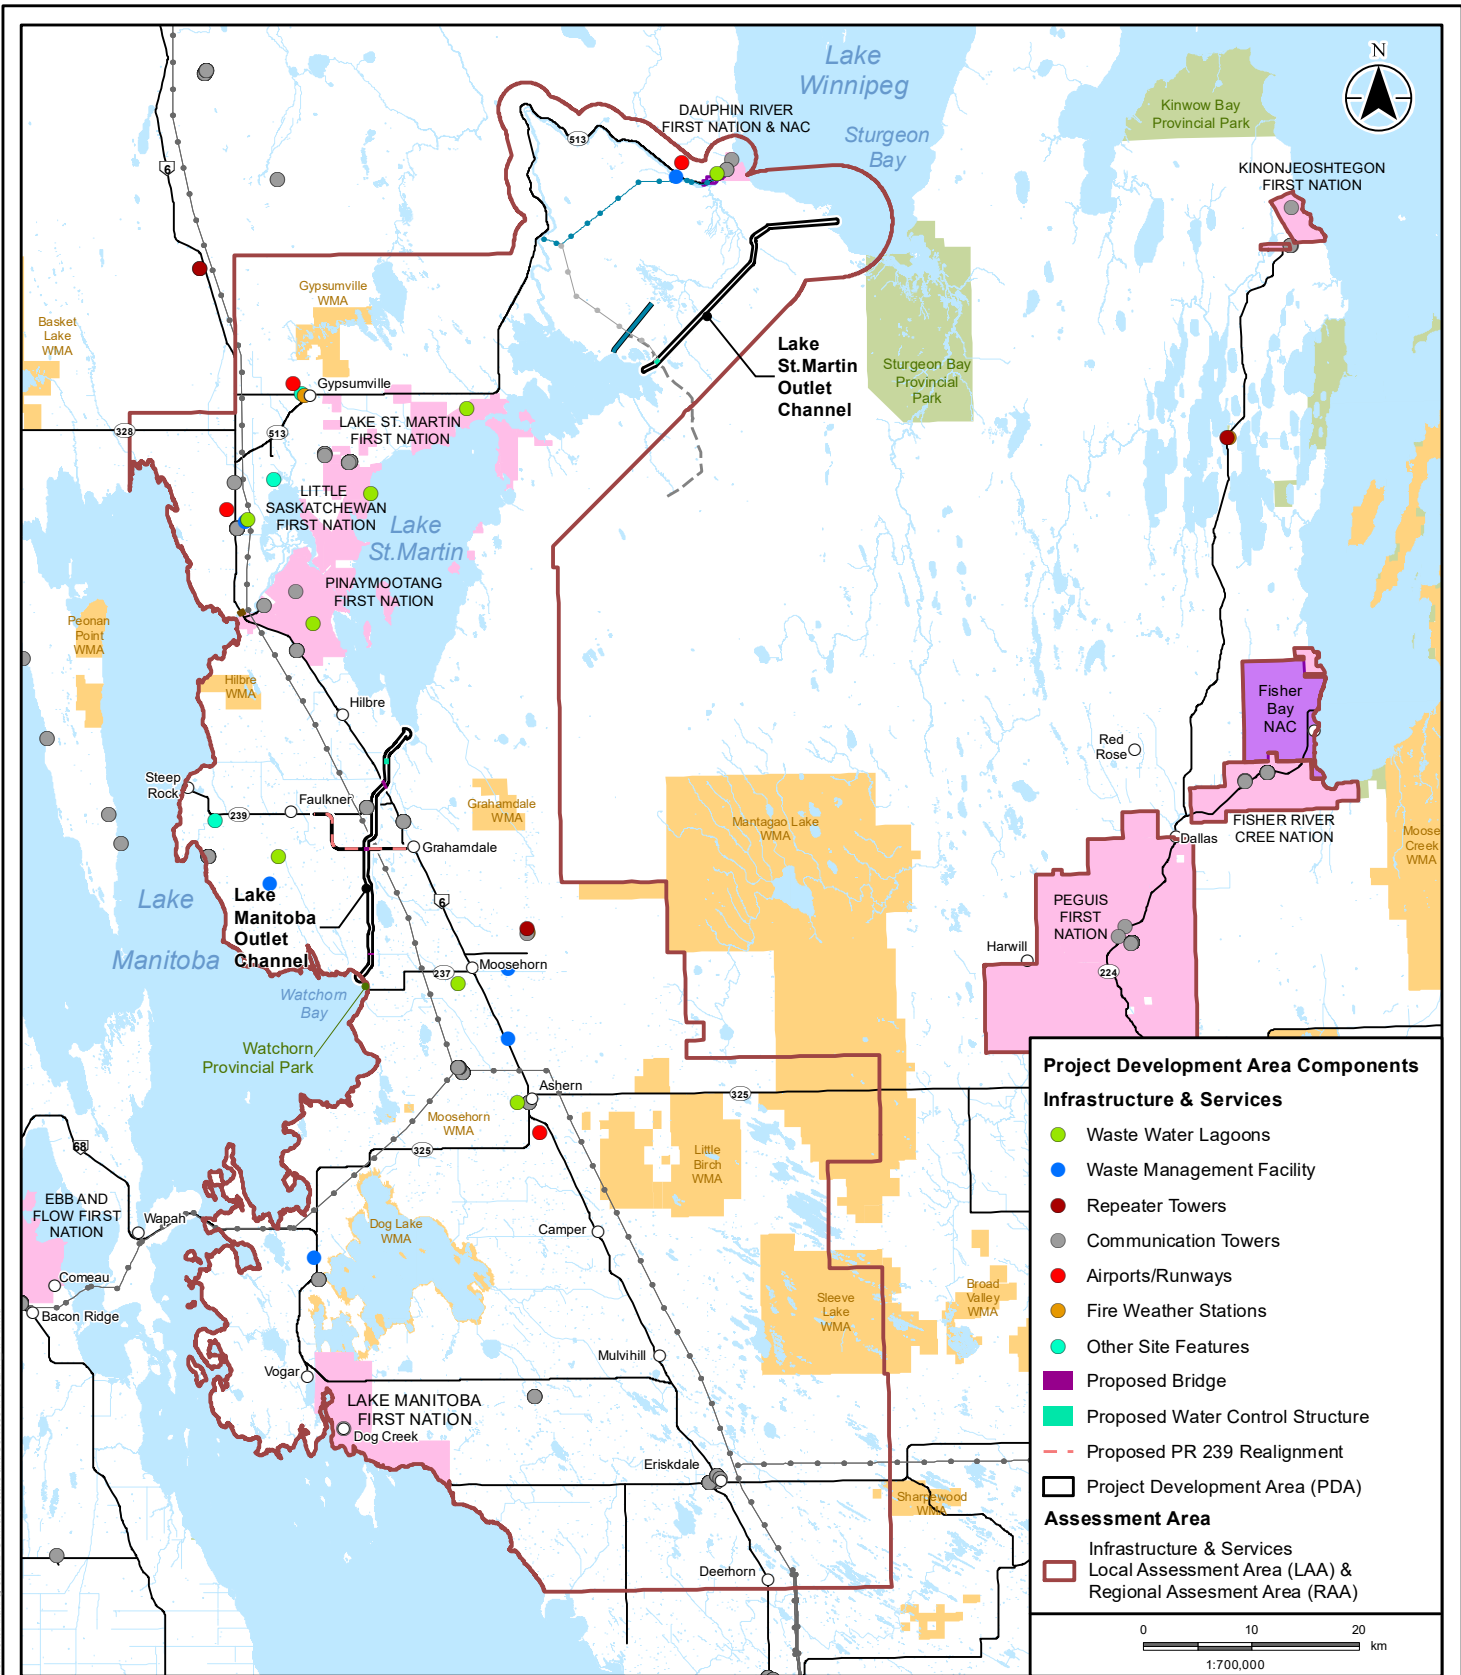 Lake
Winnipeg
N
DAUPHIN RIVER
FIRST NATION & NAC
Kinwow Bay
Provincial Park
513
Sturgeon
Bay
6
KINONJEOSHTEGON
FIRST NATION
Gypsumville
WMA
Basket
Lake
WMA
Lake
St.Martin
Outlet
Channel
Sturgeon Bay
Provincial
Park
Gypsumville
328
513
LAKE ST. MARTIN
FIRST NATION
LITTLE
SASKATCHEWAN
FIRST NATION
Lake
St.Martin
PINAYMOOTANG
FIRST NATION
Peonan
Point
WMA
Hilbre
WMA
Hilbre
Fisher
Bay
NAC
Red
Rose
Steep
Rock
Faulkner
239
Grahamdale
WMA
Mantagao Lake
WMA
FISHER RIVER
CREE NATION
Moose
Creek
WMA
Grahamdale
Dallas
Lake
Manitoba
Lake
Manitoba
Outlet
Channel
6
PEGUIS
FIRST
NATION
Harwill
224
237
Moosehorn
Watchorn
Bay
Watchorn
Provincial Park
Ashern
325
Moosehorn
WMA
325
Little
Birch
WMA
68
EBB AND
FLOW FIRST
NATION
Wapah
Dog Lake
WMA
Camper
Comeau
Bacon Ridge
Sleeve
Lake
WMA
Broad
Valley
WMA
Mulvihill
Vogar
LAKE MANITOBA
FIRST NATION
Dog Creek
Eriksdale
Sharpewood
WMA
Deerhorn
Project Development Area Components
Infrastructure & Services
Waste Water Lagoons
Waste Management Facility
Repeater Towers
Communication Towers
Airports/Runways
Fire Weather Stations
Other Site Features
Proposed Bridge
Proposed Water Control Structure
Proposed PR 239 Realignment
Project Development Area (PDA)
Assessment Area
Infrastructure & Services
Local Assessment Area (LAA) &
Regional Assesment Area (RAA)
0 10 20
km
1:700,000